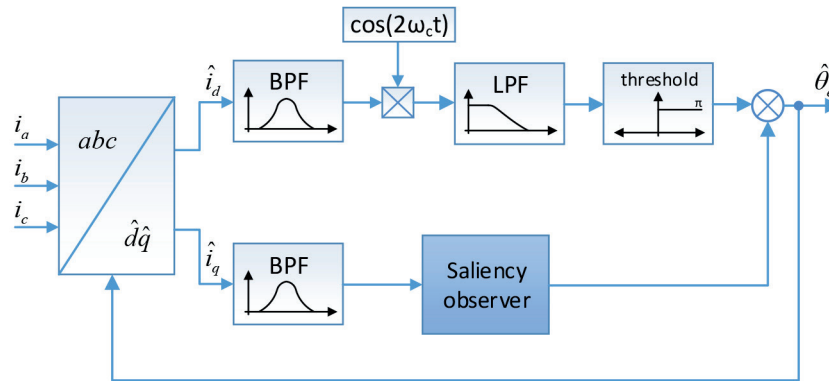 cos(2ω_c t)
î_d
BPF
LPF
threshold
π
θ̂
i_a
i_b
i_c
abc
d̂q̂
î_q
BPF
Saliency
observer